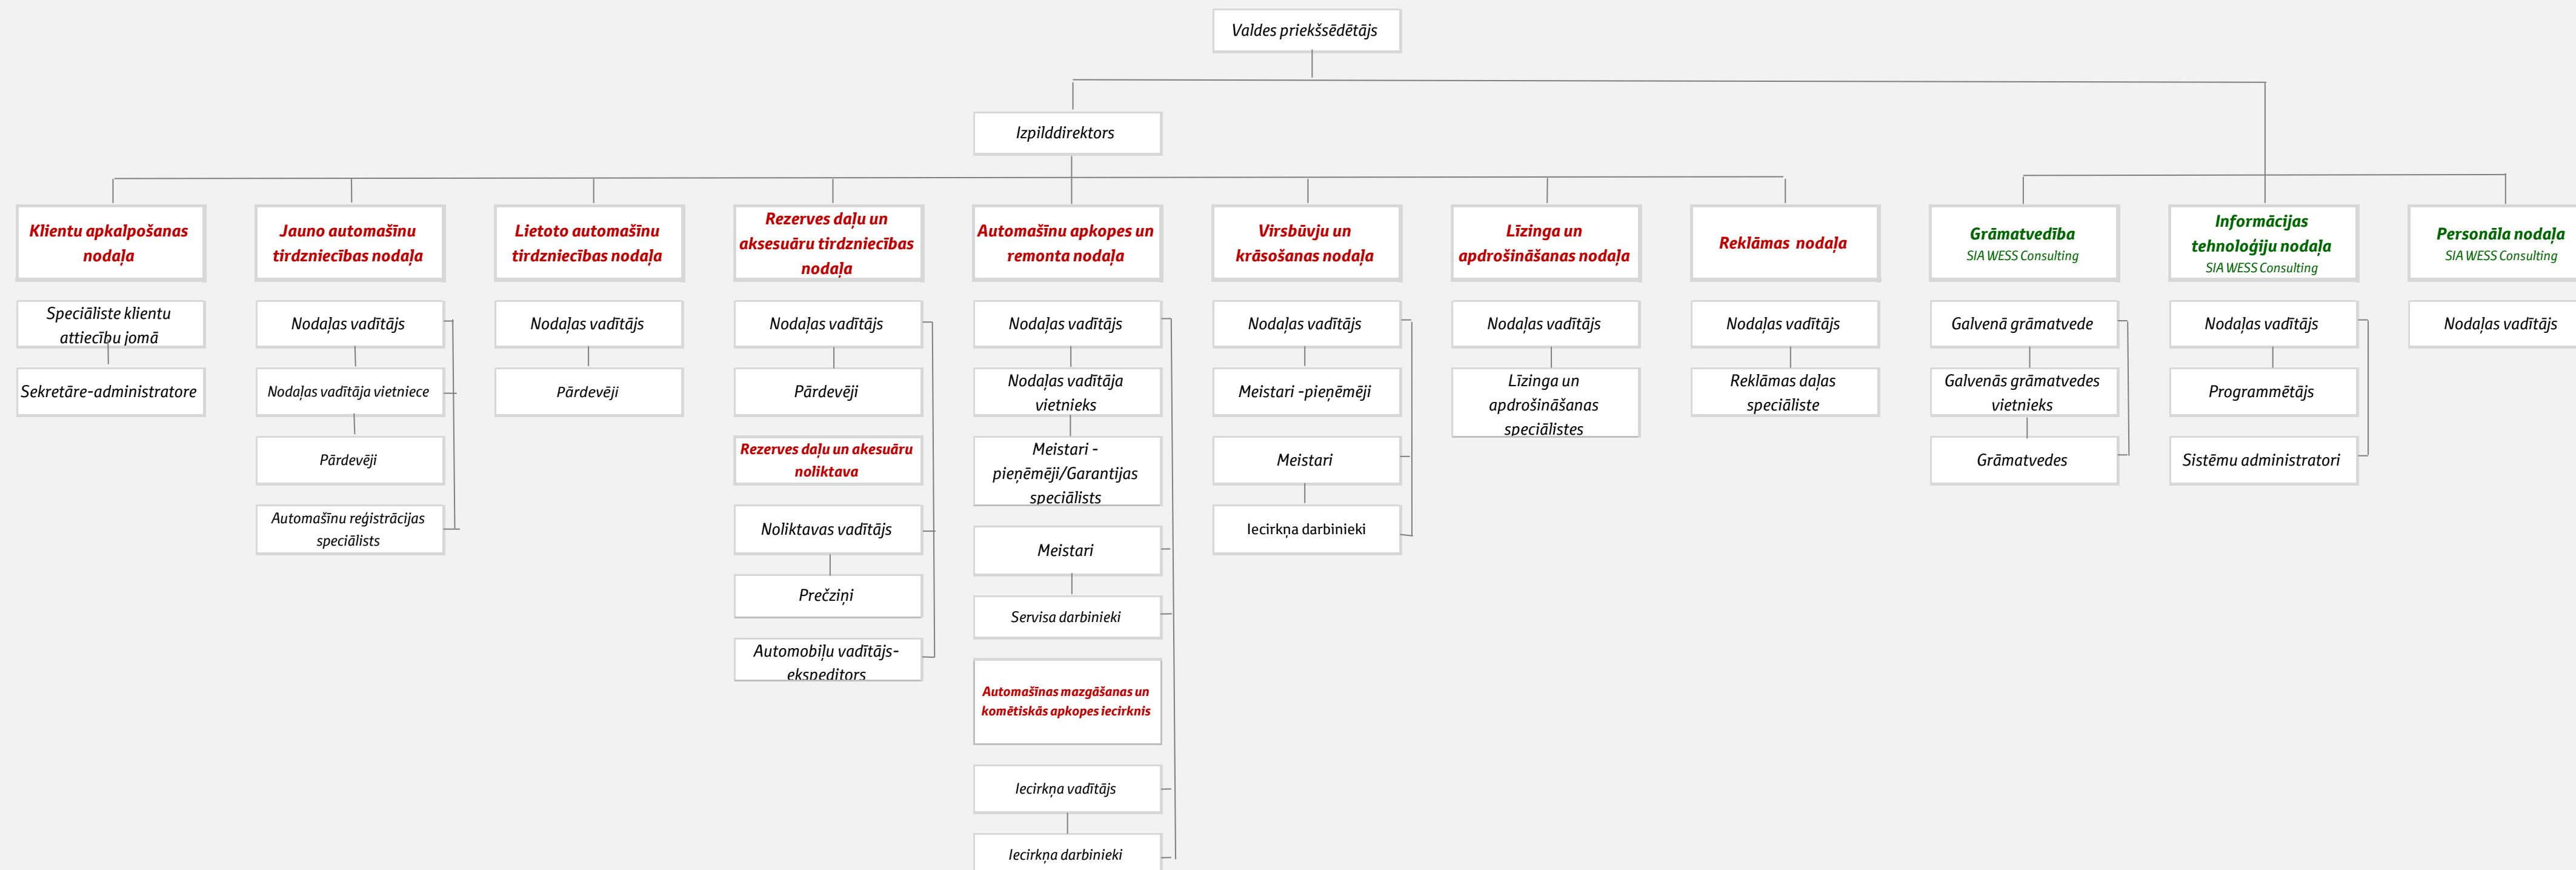 Valdes priekšsēdētājs
Izpilddirektors
Klientu apkalpošanas
nodaļa
Jauno automašīnu
tirdzniecības nodaļa
Lietoto automašīnu
tirdzniecības nodaļa
Rezerves daļu un
aksesuāru tirdzniecības
nodaļa
Automašīnu apkopes un
remonta nodaļa
Virsbūvju un
krāsošanas nodaļa
Līzinga un
apdrošināšanas nodaļa
Reklāmas nodaļa
Grāmatvedība
SIA WESS Consulting
Informācijas
tehnoloģiju nodaļa
SIA WESS Consulting
Personāla nodaļa
SIA WESS Consulting
Speciāliste klientu
attiecību jomā
Sekretāre-administratore
Nodaļas vadītājs
Nodaļas vadītāja vietniece
Pārdevēji
Automašīnu reģistrācijas
speciālists
Nodaļas vadītājs
Pārdevēji
Nodaļas vadītājs
Pārdevēji
Rezerves daļu un akesuāru
noliktava
Noliktavas vadītājs
Prečziņi
Automobiļu vadītājs-
ekspeditors
Nodaļas vadītājs
Nodaļas vadītāja
vietnieks
Meistari -
pieņēmēji/Garantijas
speciālists
Meistari
Servisa darbinieki
Automašīnas mazgāšanas un
komētiskās apkopes iecirknis
Iecirkņa vadītājs
Iecirkņa darbinieki
Nodaļas vadītājs
Meistari -pieņēmēji
Meistari
Iecirkņa darbinieki
Nodaļas vadītājs
Līzinga un
apdrošināšanas
speciālistes
Nodaļas vadītājs
Reklāmas daļas
speciāliste
Galvenā grāmatvede
Galvenās grāmatvedes
vietnieks
Grāmatvedes
Nodaļas vadītājs
Programmētājs
Sistēmu administratori
Nodaļas vadītājs